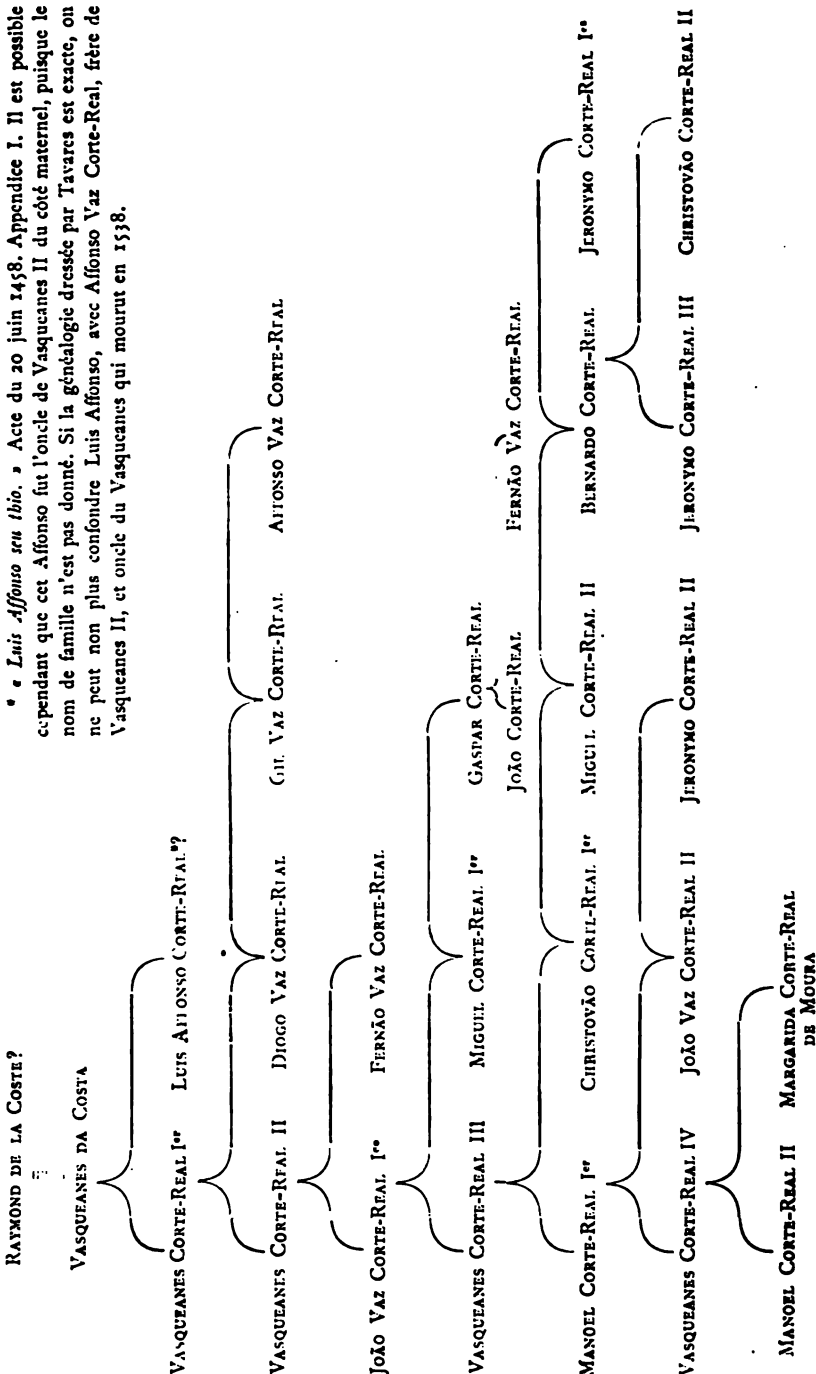 RAYMOND DE LA COSTE?
VASQUEANES DA COSTA
VASQUEANES CORTE-REAL Ier LUIS AFFONSO CORTE-REAL*?
VASQUEANES CORTE-REAL II DIOGO VAZ CORTE-REAL GIL VAZ CORTE-REAL AFFONSO VAZ CORTE-REAL
JOÃO VAZ CORTE-REAL Ier FERNÃO VAZ CORTE-REAL
VASQUEANES CORTE-REAL III MIGUEL CORTE-REAL Ier GASPAR CORTE-REAL FERNÃO VAZ CORTE-REAL
JOÃO CORTE-REAL
MANOEL CORTE-REAL Ier CHRISTOVÃO CORTE-REAL Ier MIGUEL CORTE-REAL II BERNARDO CORTE-REAL JERONYMO CORTE-REAL Ier
VASQUEANES CORTE-REAL IV JOÃO VAZ CORTE-REAL II JERONYMO CORTE-REAL II JERONYMO CORTE-REAL III CHRISTOVÃO CORTE-REAL II
MANOEL CORTE-REAL II MARGARIDA CORTE-REAL
DE MOURA
* « Luis Affonso seu thio. » Acte du 20 juin 1458. Appendice I. Il est possible
cependant que cet Affonso fut l'oncle de Vasqueanes II du côté maternel, puisque le
nom de famille n'est pas donné. Si la généalogie dressée par Tavares est exacte, on
ne peut non plus confondre Luis Affonso, avec Affonso Vaz Corte-Real, frère de
Vasqueanes II, et oncle du Vasqueanes qui mourut en 1538.